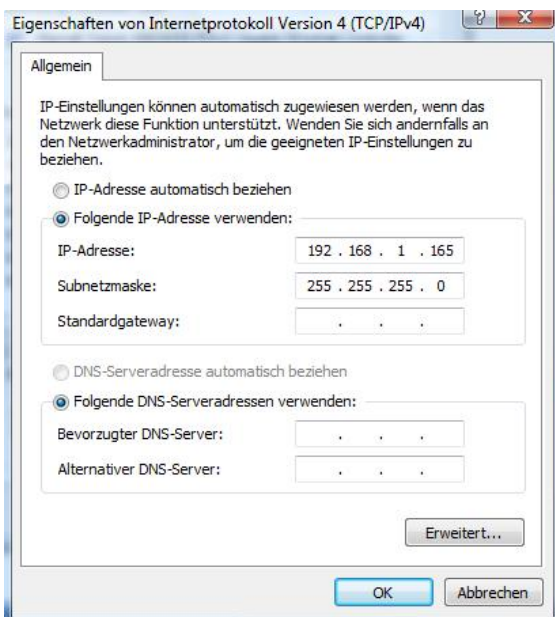 Eigenschaften von Internetprotokoll Version 4 (TCP/IPv4)
Allgemein
IP-Einstellungen können automatisch zugewiesen werden, wenn das
Netzwerk diese Funktion unterstützt. Wenden Sie sich andernfalls an
den Netzwerkadministrator, um die geeigneten IP-Einstellungen zu
beziehen.
IP-Adresse automatisch beziehen
Folgende IP-Adresse verwenden:
IP-Adresse: 192 . 168 . 1 . 165
Subnetzmaske: 255 . 255 . 255 . 0
Standardgateway: . . .
DNS-Serveradresse automatisch beziehen
Folgende DNS-Serveradressen verwenden:
Bevorzugter DNS-Server: . . .
Alternativer DNS-Server: . . .
Erweitert...
OK Abbrechen